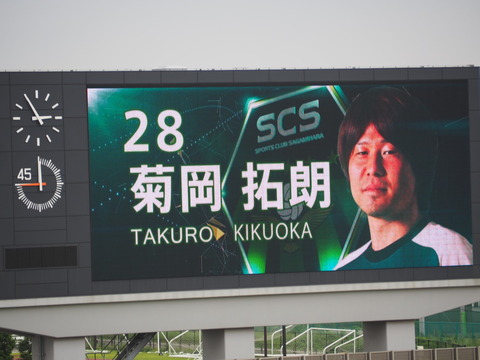 28
菊岡 拓朗
TAKURO KIKUOKA
SCS
SPORTS CLUB SAGAMIHARA
45